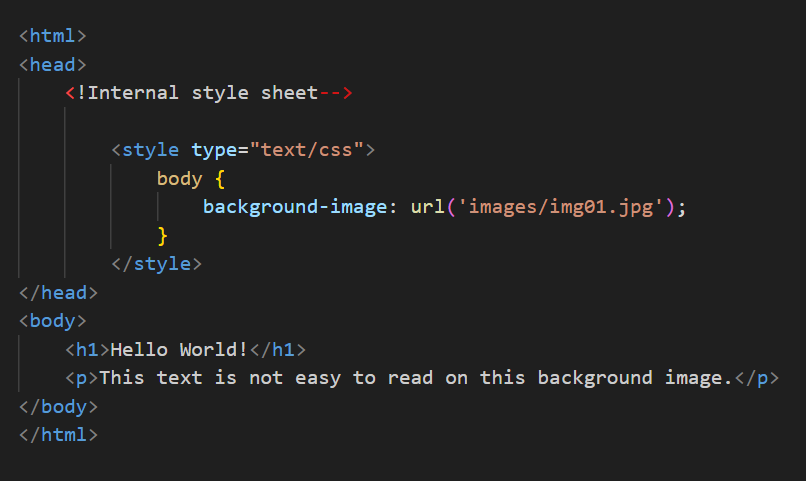 <html>
<head>
<!Internal style sheet-->
<style type="text/css">
body {
background-image: url('images/img01.jpg');
}
</style>
</head>
<body>
<h1>Hello World!</h1>
<p>This text is not easy to read on this background image.</p>
</body>
</html>